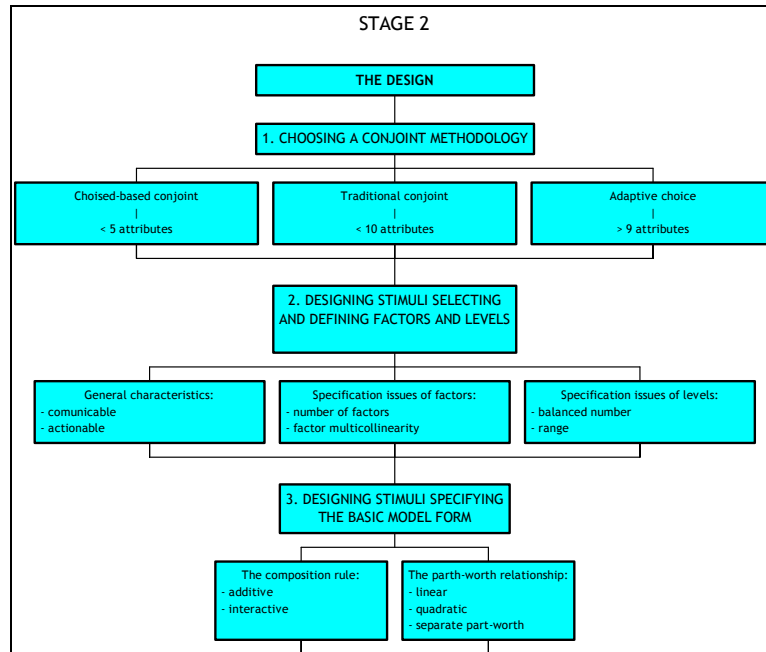 STAGE 2
THE DESIGN
1. CHOOSING A CONJOINT METHODOLOGY
Choised-based conjoint
|
< 5 attributes
Traditional conjoint
|
< 10 attributes
Adaptive choice
|
> 9 attributes
2. DESIGNING STIMULI SELECTING
AND DEFINING FACTORS AND LEVELS
General characteristics:
- comunicable
- actionable
Specification issues of factors:
- number of factors
- factor multicollinearity
Specification issues of levels:
- balanced number
- range
3. DESIGNING STIMULI SPECIFYING
THE BASIC MODEL FORM
The composition rule:
- additive
- interactive
The parth-worth relationship:
- linear
- quadratic
- separate part-worth